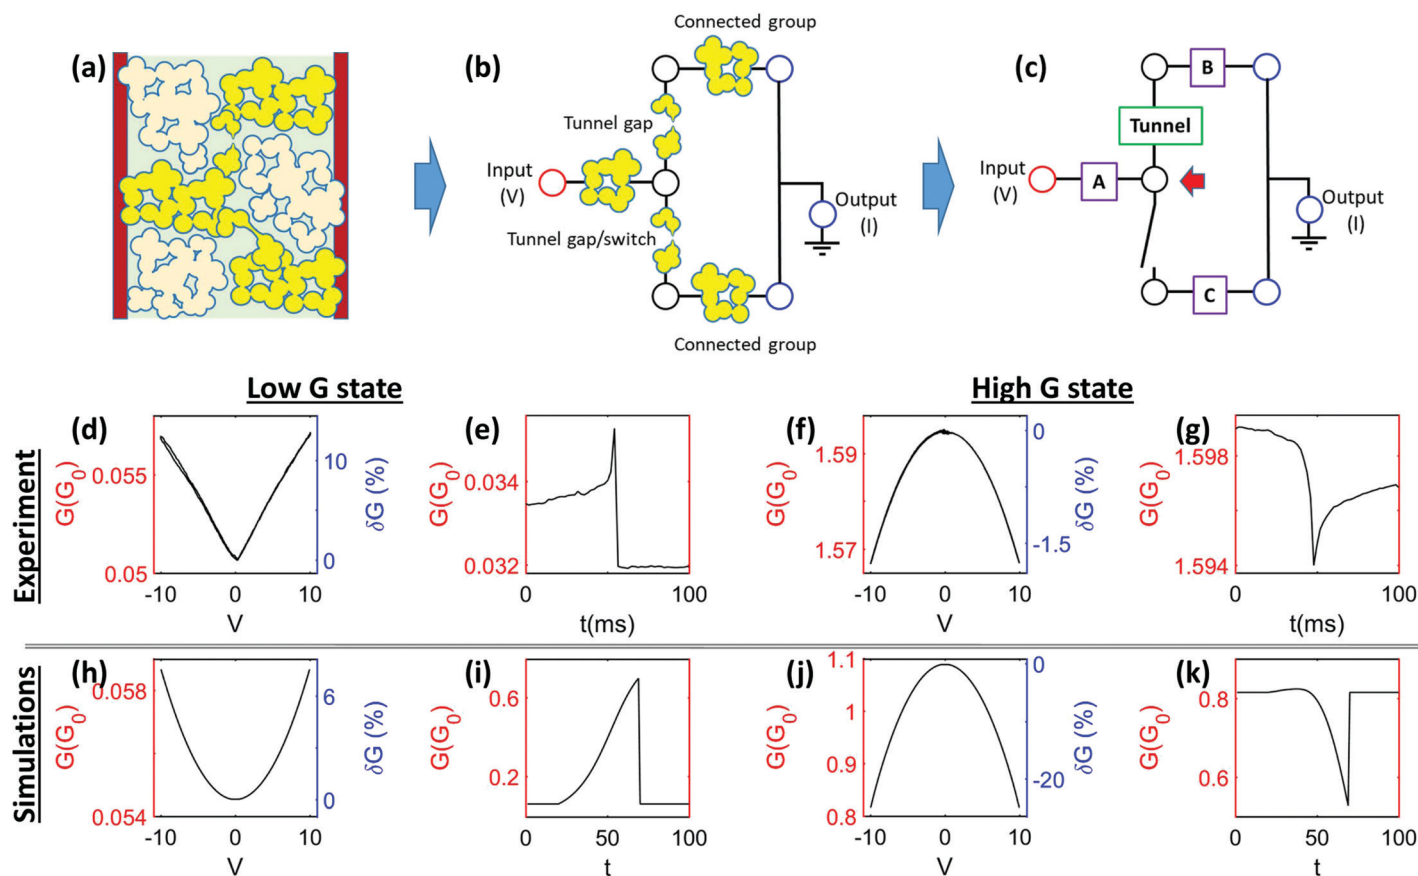 (a)
(b)
Connected group
Tunnel gap
Input
(V)
Tunnel gap/switch
Output
(I)
Connected group
(c)
B
Tunnel
Input
(V)
A
Output
(I)
C
Low G state
High G state
Experiment
(d)
G(G0)
0.055
0.05
10
0
δG (%)
-10 0 10
V
(e)
G(G0)
0.034
0.032
0 50 100
t(ms)
(f)
G(G0)
1.59
1.57
0
-1.5
δG (%)
-10 0 10
V
(g)
G(G0)
1.598
1.594
0 50 100
t(ms)
Simulations
(h)
G(G0)
0.058
0.054
6
0
δG (%)
-10 0 10
V
(i)
G(G0)
0.6
0.2
0 50 100
t
(j)
G(G0)
1.1
1
0.9
0.8
0
-20
δG (%)
-10 0 10
V
(k)
G(G0)
0.8
0.6
0 50 100
t